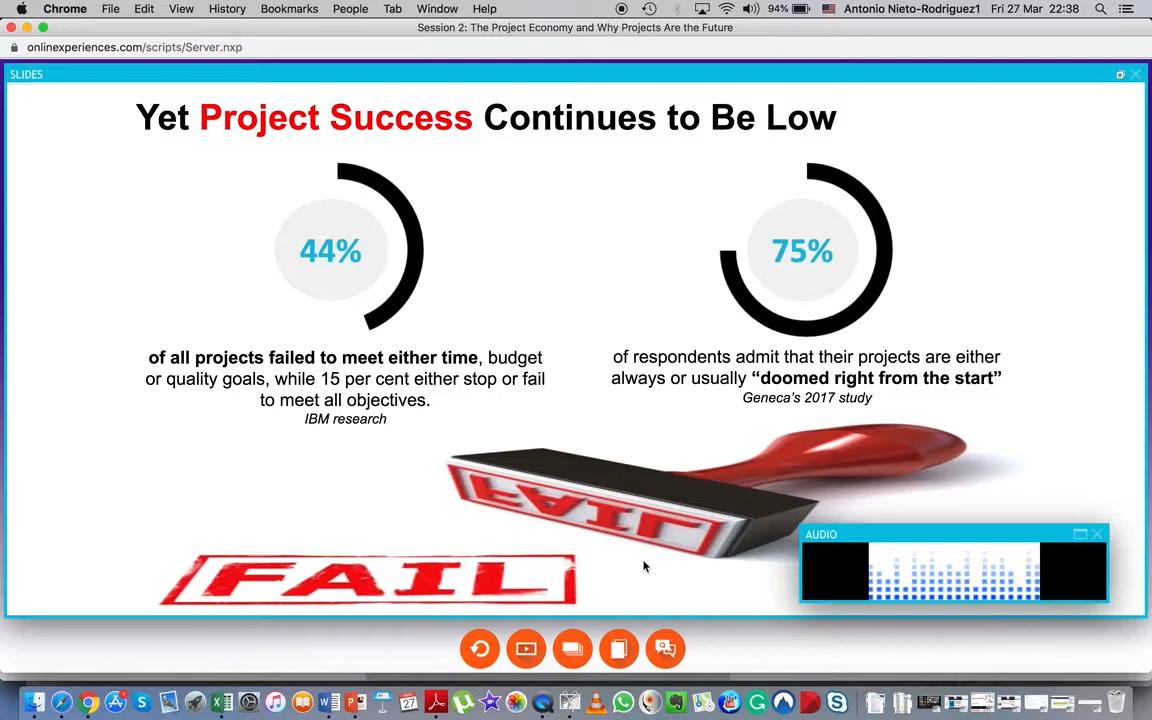 Chrome File Edit View History Bookmarks People Tab Window Help 94% Antonio Nieto-Rodriguez1 Fri 27 Mar 22:38
Session 2: The Project Economy and Why Projects Are the Future
onlinexperiences.com/scripts/Server.nxp
SLIDES
Yet Project Success Continues to Be Low
44%
of all projects failed to meet either time, budget
or quality goals, while 15 per cent either stop or fail
to meet all objectives.
IBM research
75%
of respondents admit that their projects are either
always or usually “doomed right from the start”
Geneca’s 2017 study
FAIL
FAIL
AUDIO